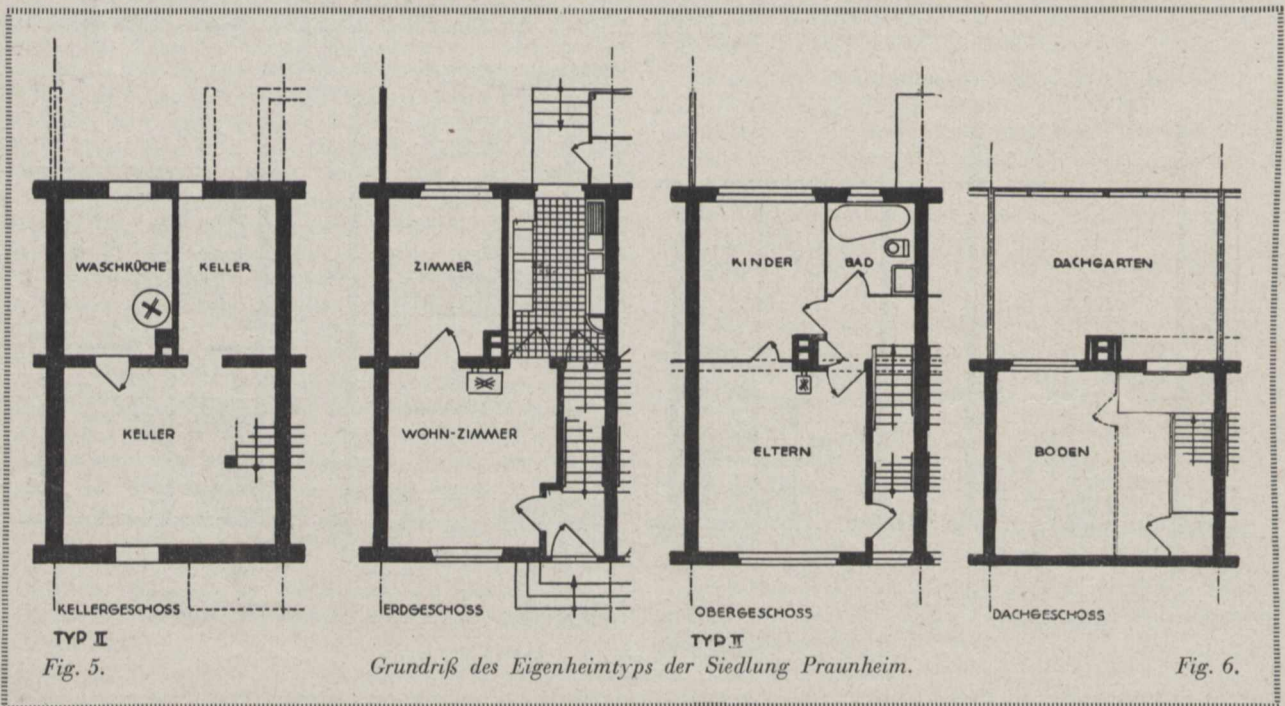 WASCHKÜCHE
KELLER
KELLER
KELLERGESCHOSS
TYP II
ZIMMER
WOHN-ZIMMER
ERDGESCHOSS
KINDER
BAD
ELTERN
OBERGESCHOSS
TYP II
DACHGARTEN
BODEN
DACHGESCHOSS
Fig. 5.
Grundriß des Eigenheimtyps der Siedlung Praunheim.
Fig. 6.